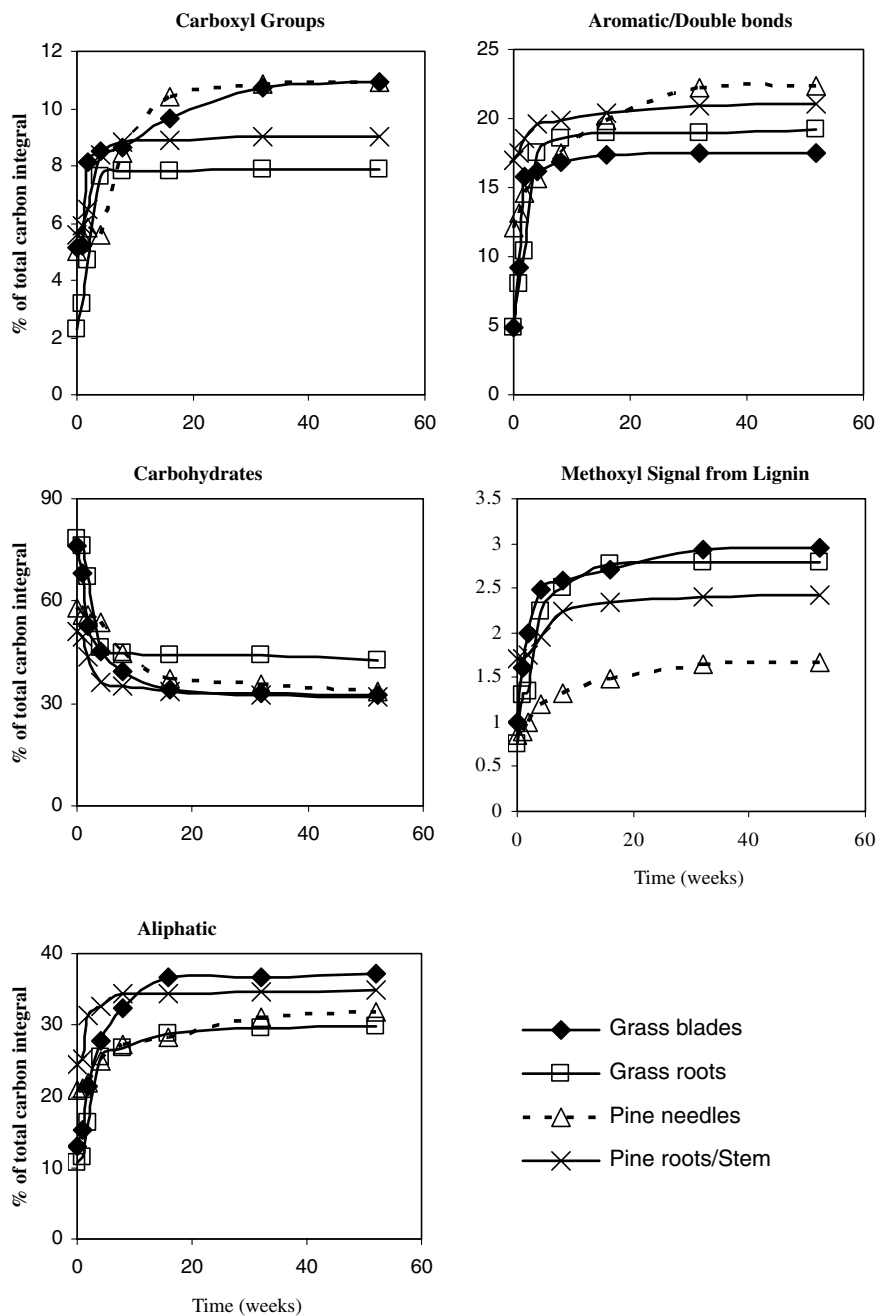 Carboxyl Groups
% of total carbon integral
12
10
8
6
4
2
0
0 20 40 60
Aromatic/Double bonds
25
20
15
10
5
0
0 20 40 60
Carbohydrates
% of total carbon integral
90
60
30
0
0 20 40 60
Methoxyl Signal from Lignin
3.5
3
2.5
2
1.5
1
0.5
0
0 20 40 60
Time (weeks)
Aliphatic
% of total carbon integral
40
30
20
10
0
0 20 40 60
Time (weeks)
Grass blades
Grass roots
Pine needles
Pine roots/Stem